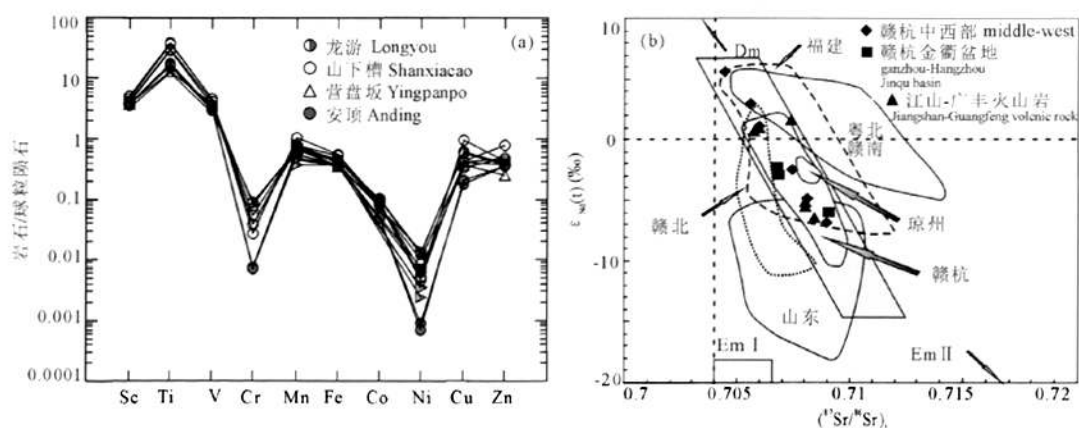 (a)
龙游 Longyou
山下槽 Shanxiacao
营盘坂 Yingpanpo
安顶 Anding
岩石/球粒陨石
100
10
1
0.1
0.01
0.001
0.0001
Sc Ti V Cr Mn Fe Co Ni Cu Zn
(b)
赣杭中西部 middle-west
赣杭金衢盆地
ganzhou-Hangzhou
Jinqu basin
江山-广丰火山岩
Jiangshan-Guangfeng volcnic rock
Dm
福建
粤北
赣南
赣北
琼州
赣杭
山东
Em I
Em II
ε Nd(t) (‰)
10
0
-10
-20
0.7 0.705 0.71 0.715 0.72
(⁸⁷Sr/⁸⁶Sr)i